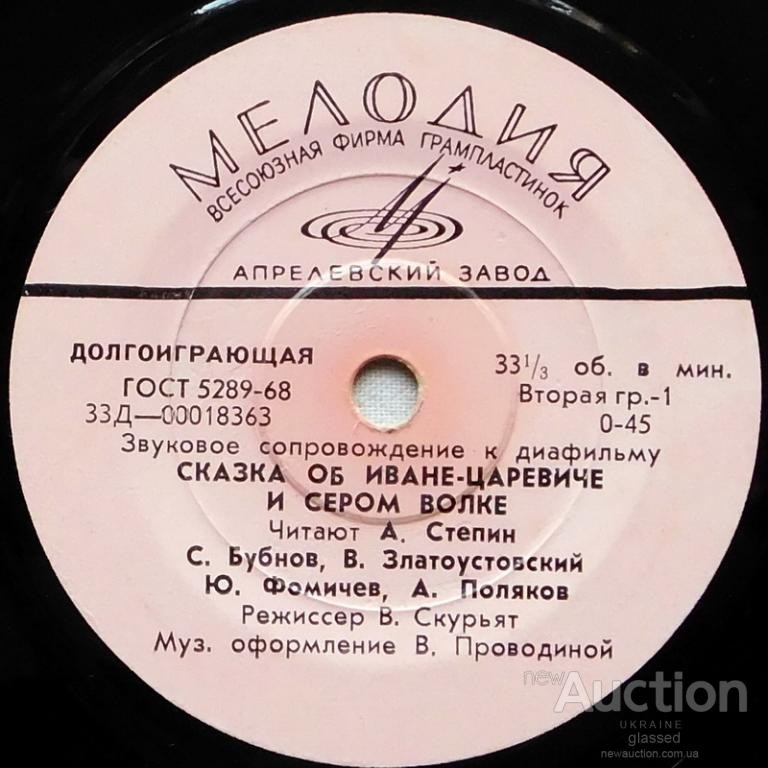 МЕЛОДИЯ
ВСЕСОЮЗНАЯ ФИРМА ГРАМПЛАСТИНОК
АПРЕЛЕВСКИЙ ЗАВОД
ДОЛГОИГРАЮЩАЯ
33 1/3 об. в мин.
ГОСТ 5289-68
Вторая гр.-1
33Д—00018363
0-45
Звуковое сопровождение к диафильму
СКАЗКА ОБ ИВАНЕ-ЦАРЕВИЧЕ
И СЕРОМ ВОЛКЕ
Читают А. Степин
С. Бубнов, В. Златоустовский
Ю. Фомичев, А. Поляков
Режиссер В. Скурьят
Муз. оформление В. Проводиной
newAuction
UKRAINE
glassed
newauction.com.ua